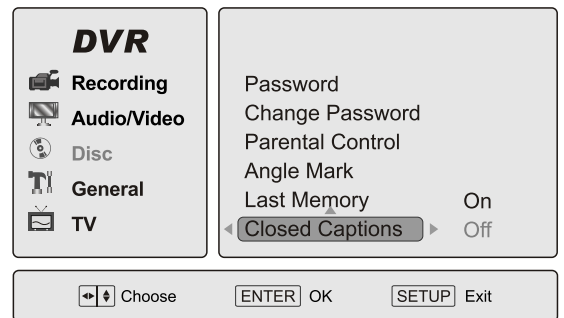 DVR
Recording
Audio/Video
Disc
General
TV
Password
Change Password
Parental Control
Angle Mark
Last Memory On
Closed Captions Off
Choose ENTER OK SETUP Exit